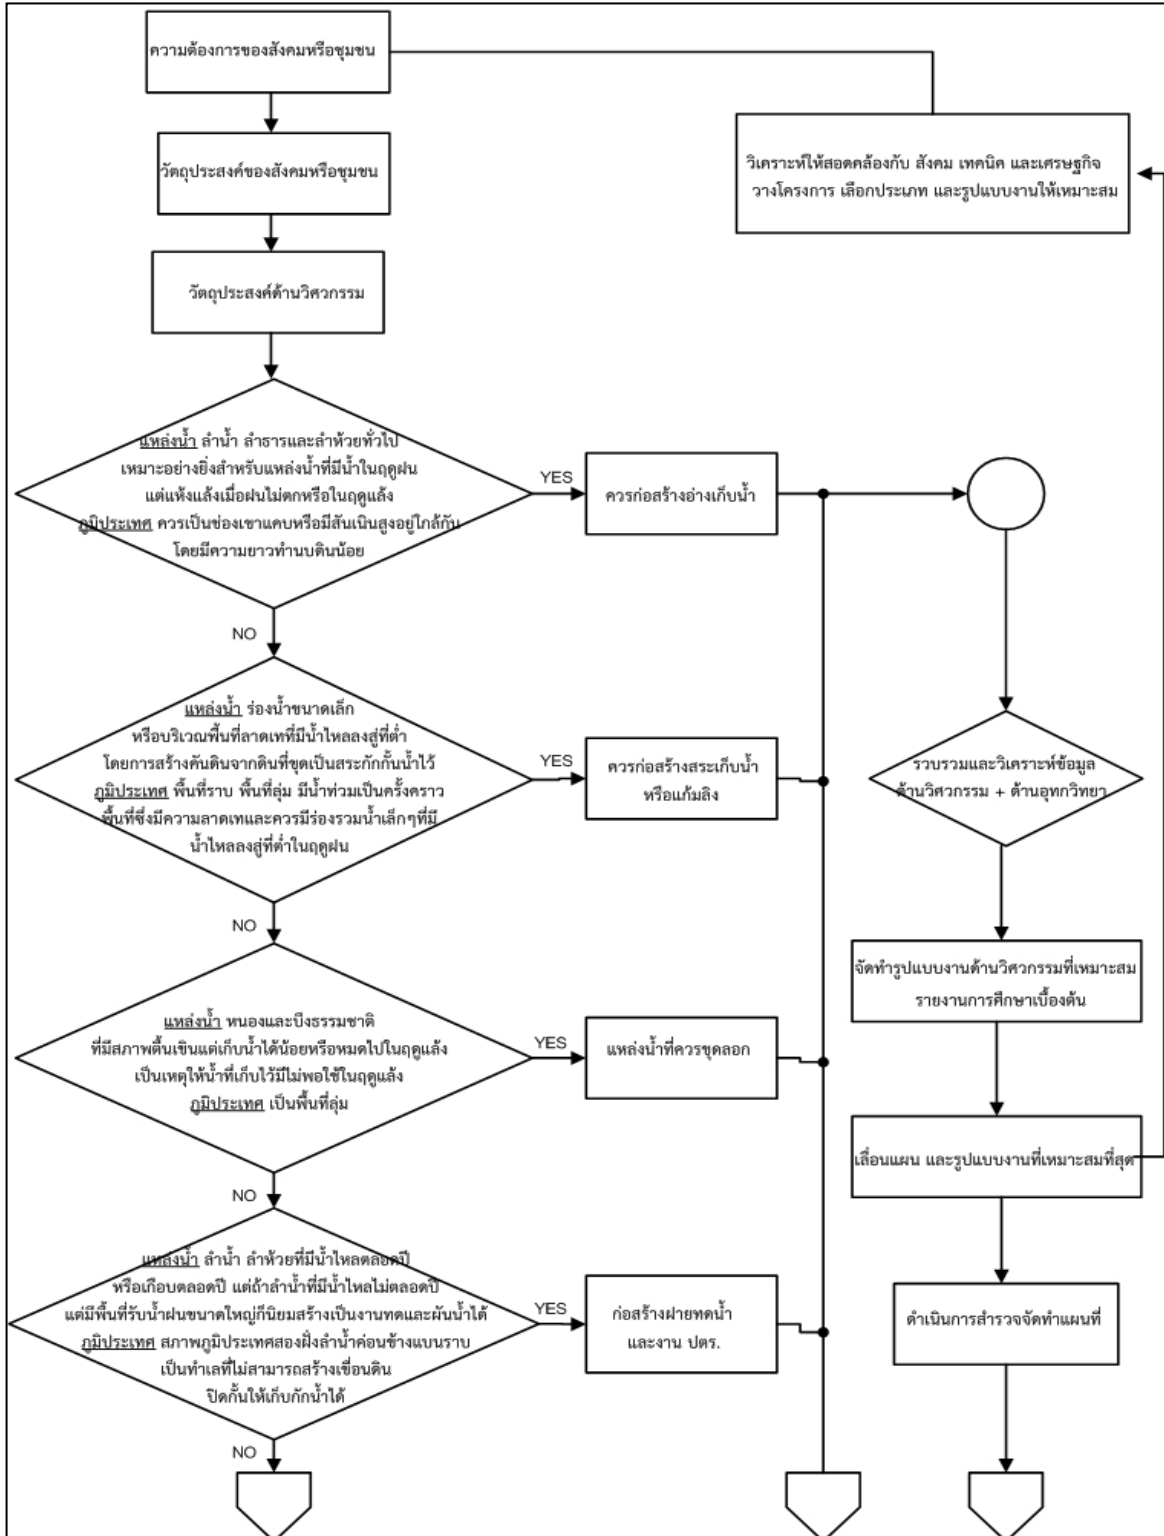 ความต้องการของสังคมหรือชุมชน
วิเคราะห์ให้สอดคล้องกับ สังคม เทคนิค และเศรษฐกิจ
วางโครงการ เลือกประเภท และรูปแบบงานให้เหมาะสม
วัตถุประสงค์ของสังคมหรือชุมชน
วัตถุประสงค์ด้านวิศวกรรม
แหล่งน้ำ ลำน้ำ ลำธารและลำห้วยทั่วไป
เหมาะอย่างยิ่งสำหรับแหล่งน้ำที่มีน้ำในฤดูฝน
แต่แห้งแล้งเมื่อฝนไม่ตกหรือในฤดูแล้ง
ภูมิประเทศ ควรเป็นช่องเขาแคบหรือมีสันเนินสูงอยู่ใกล้กัน
โดยมีความยาวทำนบดินน้อย
YES
ควรก่อสร้างอ่างเก็บน้ำ
NO
แหล่งน้ำ ร่องน้ำขนาดเล็ก
หรือบริเวณพื้นที่ลาดเทที่มีน้ำไหลลงสู่ที่ต่ำ
โดยการสร้างคันดินจากดินที่ขุดเป็นสระกักกั้นน้ำไว้
ภูมิประเทศ พื้นที่ราบ พื้นที่ลุ่ม มีน้ำท่วมเป็นครั้งคราว
พื้นที่ซึ่งมีความลาดเทและควรมีร่องรวมน้ำเล็กๆที่มี
น้ำไหลลงสู่ที่ต่ำในฤดูฝน
YES
ควรก่อสร้างสระเก็บน้ำ
หรือแก้มลิง
รวบรวมและวิเคราะห์ข้อมูล
ด้านวิศวกรรม + ด้านอุทกวิทยา
NO
แหล่งน้ำ หนองและบึงธรรมชาติ
ที่มีสภาพตื้นเขินแต่เก็บน้ำได้น้อยหรือหมดไปในฤดูแล้ง
เป็นเหตุให้น้ำที่เก็บไว้มีไม่พอใช้ในฤดูแล้ง
ภูมิประเทศ เป็นพื้นที่ลุ่ม
YES
แหล่งน้ำที่ควรขุดลอก
จัดทำรูปแบบงานด้านวิศวกรรมที่เหมาะสม
รายงานการศึกษาเบื้องต้น
เลื่อนแผน และรูปแบบงานที่เหมาะสมที่สุด
NO
แหล่งน้ำ ลำน้ำ ลำห้วยที่มีน้ำไหลตลอดปี
หรือเกือบตลอดปี แต่ถ้าลำน้ำที่มีน้ำไหลไม่ตลอดปี
แต่มีพื้นที่รับน้ำฝนขนาดใหญ่ก็นิยมสร้างเป็นงานทดและผันน้ำได้
ภูมิประเทศ สภาพภูมิประเทศสองฝั่งลำน้ำค่อนข้างแบนราบ
เป็นทำเลที่ไม่สามารถสร้างเขื่อนดิน
ปิดกั้นให้เก็บกักน้ำได้
YES
ก่อสร้างฝายทดน้ำ
และงาน ปตร.
ดำเนินการสำรวจจัดทำแผนที่
NO